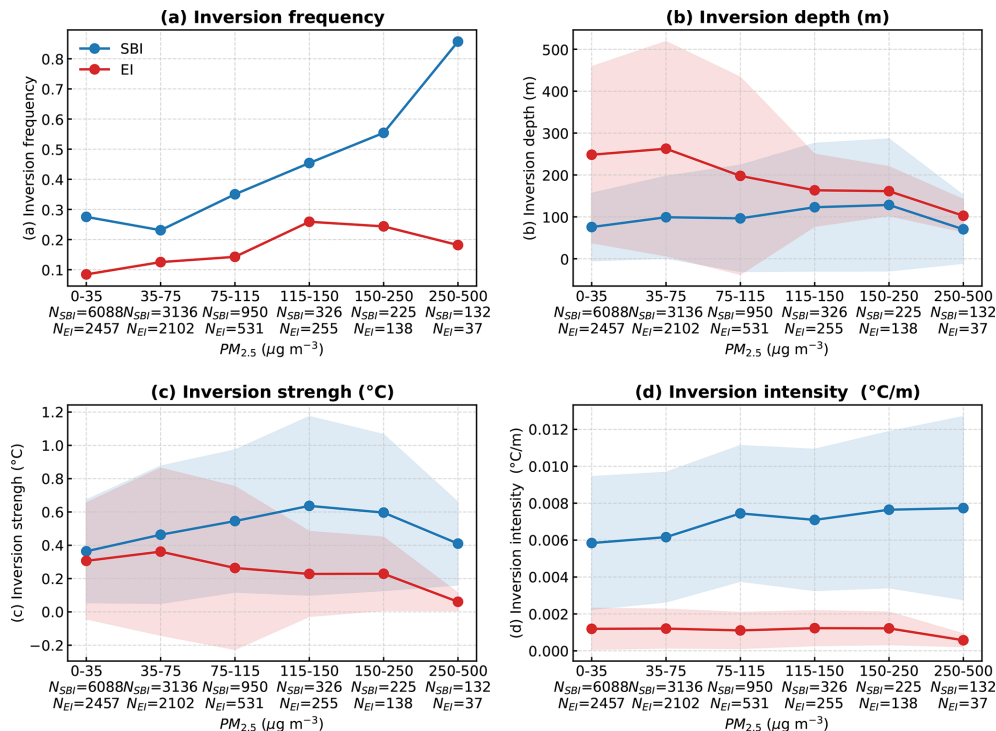 (a) Inversion frequency
(a) Inversion frequency
0.8
0.7
0.6
0.5
0.4
0.3
0.2
0.1
SBI
EI
0-35 35-75 75-115 115-150 150-250 250-500
N_SBI=6088 N_SBI=3136 N_SBI=950 N_SBI=326 N_SBI=225 N_SBI=132
N_EI=2457 N_EI=2102 N_EI=531 N_EI=255 N_EI=138 N_EI=37
PM_2.5 (μg m⁻³)
(b) Inversion depth (m)
(b) Inversion depth (m)
500
400
300
200
100
0
0-35 35-75 75-115 115-150 150-250 250-500
N_SBI=6088 N_SBI=3136 N_SBI=950 N_SBI=326 N_SBI=225 N_SBI=132
N_EI=2457 N_EI=2102 N_EI=531 N_EI=255 N_EI=138 N_EI=37
PM_2.5 (μg m⁻³)
(c) Inversion strengh (°C)
(c) Inversion strengh (°C)
1.2
1.0
0.8
0.6
0.4
0.2
0.0
−0.2
0-35 35-75 75-115 115-150 150-250 250-500
N_SBI=6088 N_SBI=3136 N_SBI=950 N_SBI=326 N_SBI=225 N_SBI=132
N_EI=2457 N_EI=2102 N_EI=531 N_EI=255 N_EI=138 N_EI=37
PM_2.5 (μg m⁻³)
(d) Inversion intensity (°C/m)
(d) Inversion intensity (°C/m)
0.012
0.010
0.008
0.006
0.004
0.002
0.000
0-35 35-75 75-115 115-150 150-250 250-500
N_SBI=6088 N_SBI=3136 N_SBI=950 N_SBI=326 N_SBI=225 N_SBI=132
N_EI=2457 N_EI=2102 N_EI=531 N_EI=255 N_EI=138 N_EI=37
PM_2.5 (μg m⁻³)